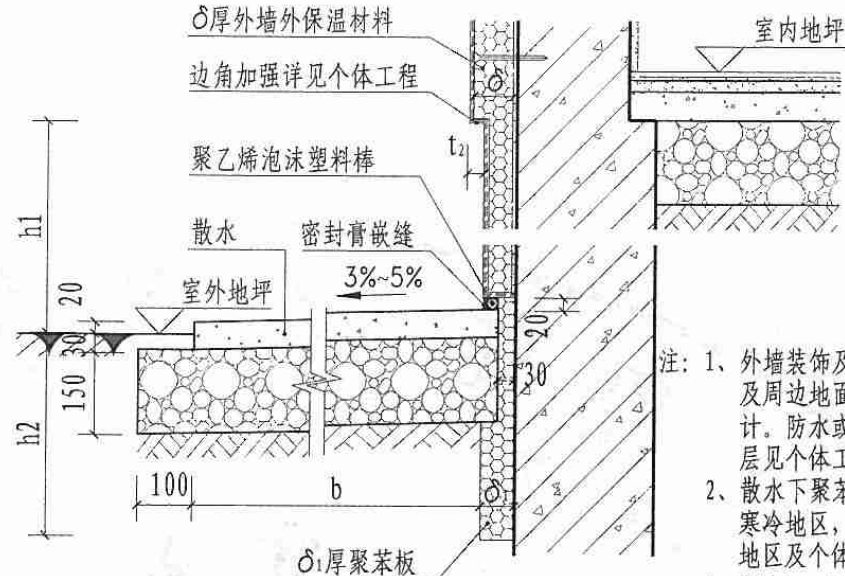 δ厚外墙外保温材料
室内地坪
边角加强详见个体工程
δ
t₂
聚乙烯泡沫塑料棒
h1
散水
密封膏嵌缝
3%~5%
室外地坪
20
20
30
30
150
h2
100
b
δ₁
δ₁厚聚苯板
注: 1、外墙装饰及
及周边地面
计。防水或
层见个体工
2、散水下聚苯
寒冷地区,
地区及个体